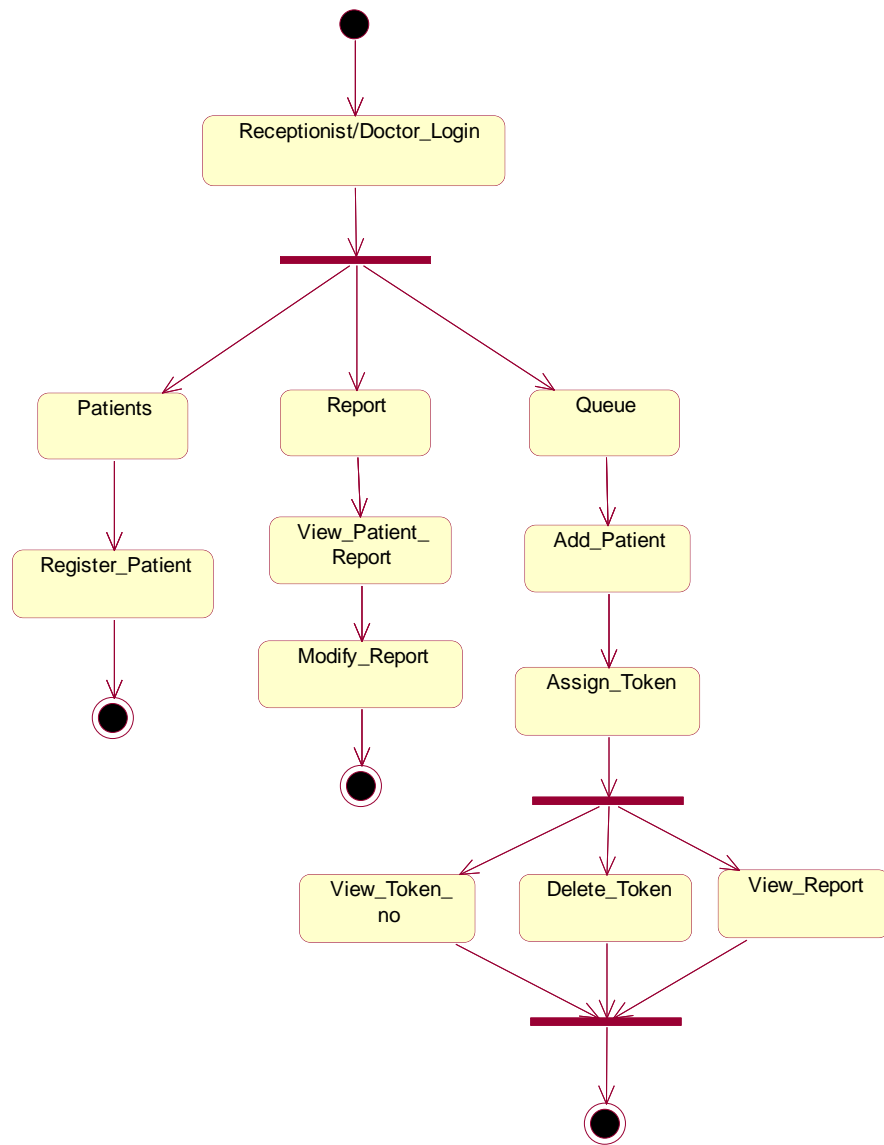 Receptionist/Doctor_Login
Patients
Report
Queue
Register_Patient
View_Patient_
Report
Add_Patient
Modify_Report
Assign_Token
View_Token_
no
Delete_Token
View_Report